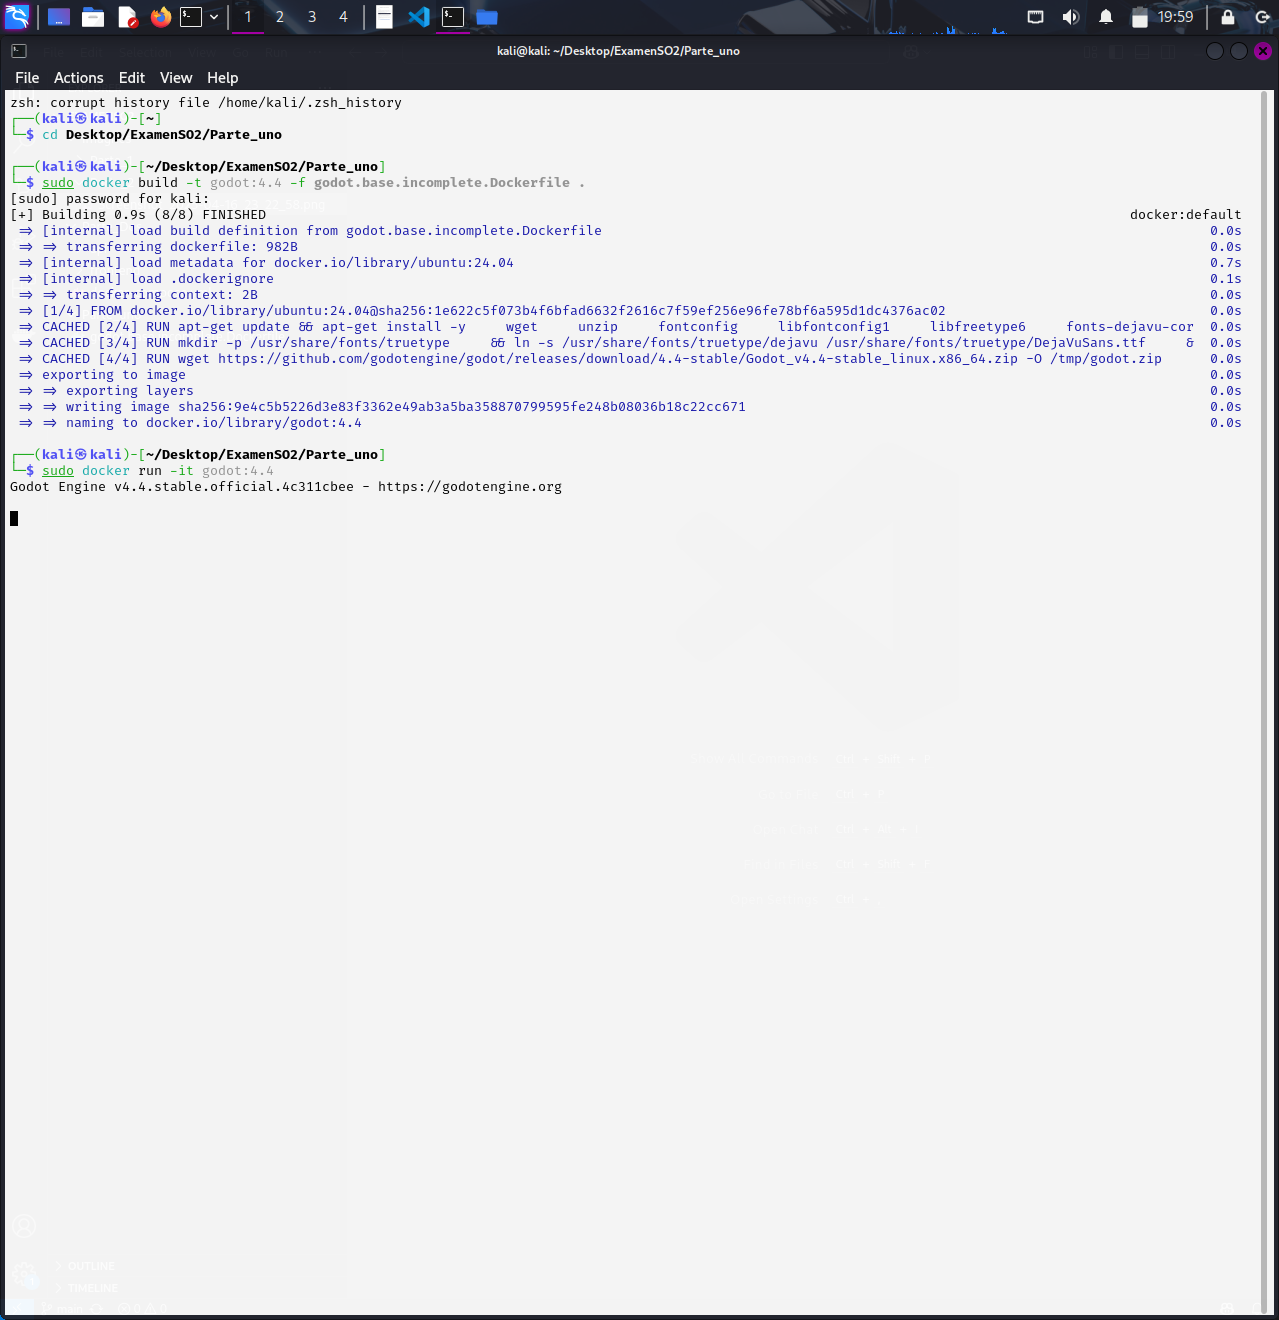 1 2 3 4 19:59
kali@kali: ~/Desktop/ExamenSO2/Parte_uno
File Actions Edit View Help
zsh: corrupt history file /home/kali/.zsh_history
┌──(kali㉿kali)-[~]
└─$ cd Desktop/ExamenSO2/Parte_uno
┌──(kali㉿kali)-[~/Desktop/ExamenSO2/Parte_uno]
└─$ sudo docker build -t godot:4.4 -f godot.base.incomplete.Dockerfile .
[sudo] password for kali:
[+] Building 0.9s (8/8) FINISHED docker:default
=> [internal] load build definition from godot.base.incomplete.Dockerfile 0.0s
=> => transferring dockerfile: 982B 0.0s
=> [internal] load metadata for docker.io/library/ubuntu:24.04 0.7s
=> [internal] load .dockerignore 0.1s
=> => transferring context: 2B 0.0s
=> [1/4] FROM docker.io/library/ubuntu:24.04@sha256:1e622c5f073b4f6bfad6632f2616c7f59ef256e96fe78bf6a595d1dc4376ac02 0.0s
=> CACHED [2/4] RUN apt-get update && apt-get install -y wget unzip fontconfig libfontconfig1 libfreetype6 fonts-dejavu-cor 0.0s
=> CACHED [3/4] RUN mkdir -p /usr/share/fonts/truetype && ln -s /usr/share/fonts/truetype/dejavu /usr/share/fonts/truetype/DejaVuSans.ttf & 0.0s
=> CACHED [4/4] RUN wget https://github.com/godotengine/godot/releases/download/4.4-stable/Godot_v4.4-stable_linux.x86_64.zip -O /tmp/godot.zip 0.0s
=> exporting to image 0.0s
=> => exporting layers 0.0s
=> => writing image sha256:9e4c5b5226d3e83f3362e49ab3a5ba358870799595fe248b08036b18c22cc671 0.0s
=> => naming to docker.io/library/godot:4.4 0.0s
┌──(kali㉿kali)-[~/Desktop/ExamenSO2/Parte_uno]
└─$ sudo docker run -it godot:4.4
Godot Engine v4.4.stable.official.4c311cbee - https://godotengine.org
OUTLINE
TIMELINE